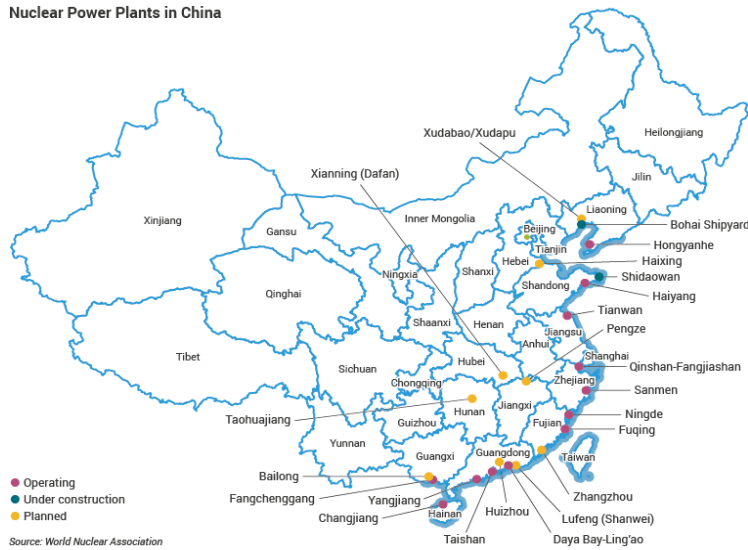 Nuclear Power Plants in China
Xudabao/Xudapu
Heilongjiang
Xianning (Dafan)
Jilin
Liaoning
Inner Mongolia
Bohai Shipyard
Xinjiang
Gansu
Beijing
Tianjin
Hongyanhe
Hebei
Haixing
Ningxia
Shanxi
Shidaowan
Qinghai
Shandong
Haiyang
Tianwan
Shaanxi
Henan
Jiangsu
Pengze
Anhui
Tibet
Hubei
Shanghai
Qinshan-Fangjiashan
Sichuan
Chongqing
Zhejiang
Sanmen
Taohuajiang
Hunan
Jiangxi
Ningde
Guizhou
Fujian
Fuqing
Yunnan
Guangxi
Guangdong
Taiwan
Operating
Bailong
Zhangzhou
Under construction
Fangchenggang
Yangjiang
Huizhou
Lufeng (Shanwei)
Planned
Changjiang
Hainan
Taishan
Daya Bay-Ling'ao
Source: World Nuclear Association